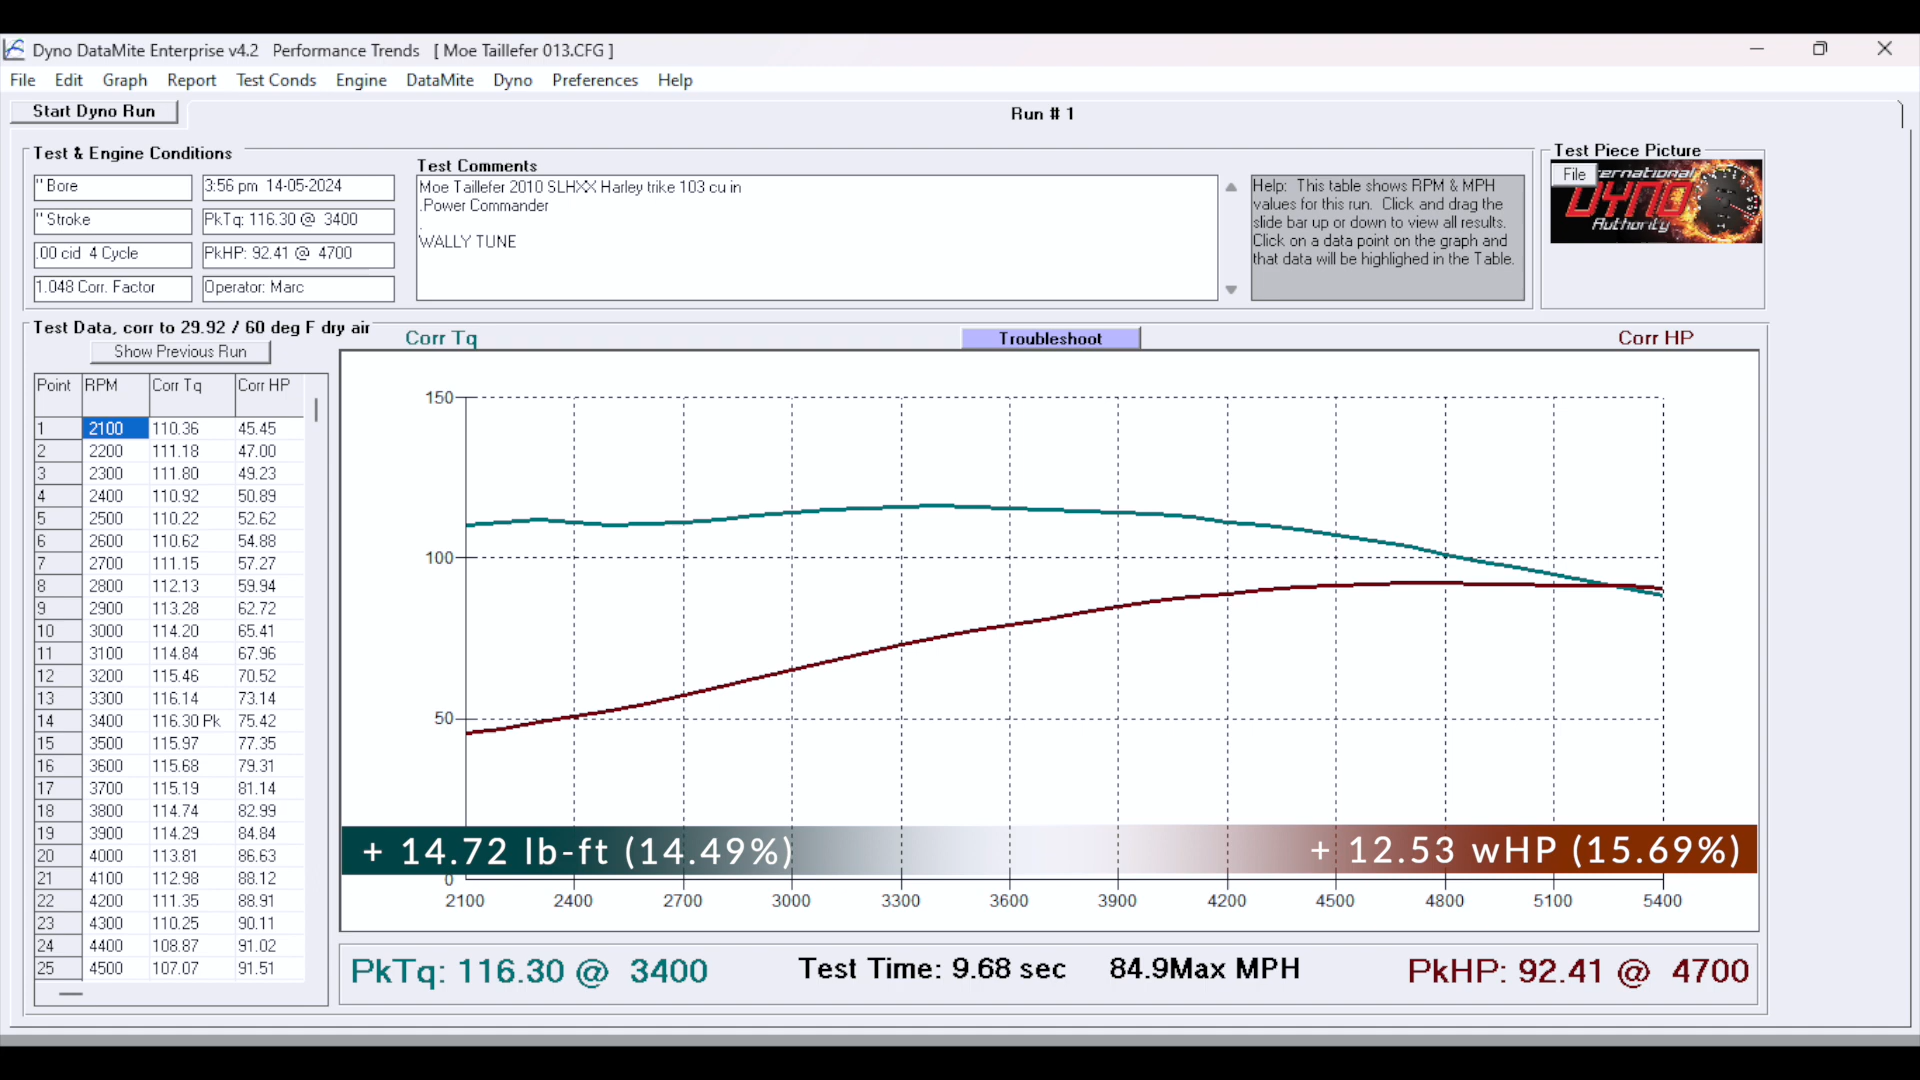 Dyno DataMite Enterprise v4.2 Performance Trends [ Moe Taillefer 013.CFG ]
File Edit Graph Report Test Conds Engine DataMite Dyno Preferences Help
Start Dyno Run
Run # 1
Test & Engine Conditions
" Bore
3:56 pm 14-05-2024
" Stroke
PkTq: 116.30 @ 3400
.00 cid 4 Cycle
PkHP: 92.41 @ 4700
1.048 Corr. Factor
Operator: Marc
Test Comments
Moe Taillefer 2010 SLHXX Harley trike 103 cu in
.Power Commander
.
WALLY TUNE
Help: This table shows RPM & MPH
values for this run. Click and drag the
slide bar up or down to view all results.
Click on a data point on the graph and
that data will be highlighed in the Table.
Test Piece Picture
File
ernational
DYNO
Authority
Test Data, corr to 29.92 / 60 deg F dry air
Show Previous Run
Point RPM Corr Tq Corr HP
1 2100 110.36 45.45
2 2200 111.18 47.00
3 2300 111.80 49.23
4 2400 110.92 50.89
5 2500 110.22 52.62
6 2600 110.62 54.88
7 2700 111.15 57.27
8 2800 112.13 59.94
9 2900 113.28 62.72
10 3000 114.20 65.41
11 3100 114.84 67.96
12 3200 115.46 70.52
13 3300 116.14 73.14
14 3400 116.30 Pk 75.42
15 3500 115.97 77.35
16 3600 115.68 79.31
17 3700 115.19 81.14
18 3800 114.74 82.99
19 3900 114.29 84.84
20 4000 113.81 86.63
21 4100 112.98 88.12
22 4200 111.35 88.91
23 4300 110.25 90.11
24 4400 108.87 91.02
25 4500 107.07 91.51
Corr Tq
Troubleshoot
Corr HP
150
100
50
0
+ 14.72 lb-ft (14.49%)
+ 12.53 wHP (15.69%)
2100 2400 2700 3000 3300 3600 3900 4200 4500 4800 5100 5400
PkTq: 116.30 @ 3400
Test Time: 9.68 sec 84.9Max MPH
PkHP: 92.41 @ 4700